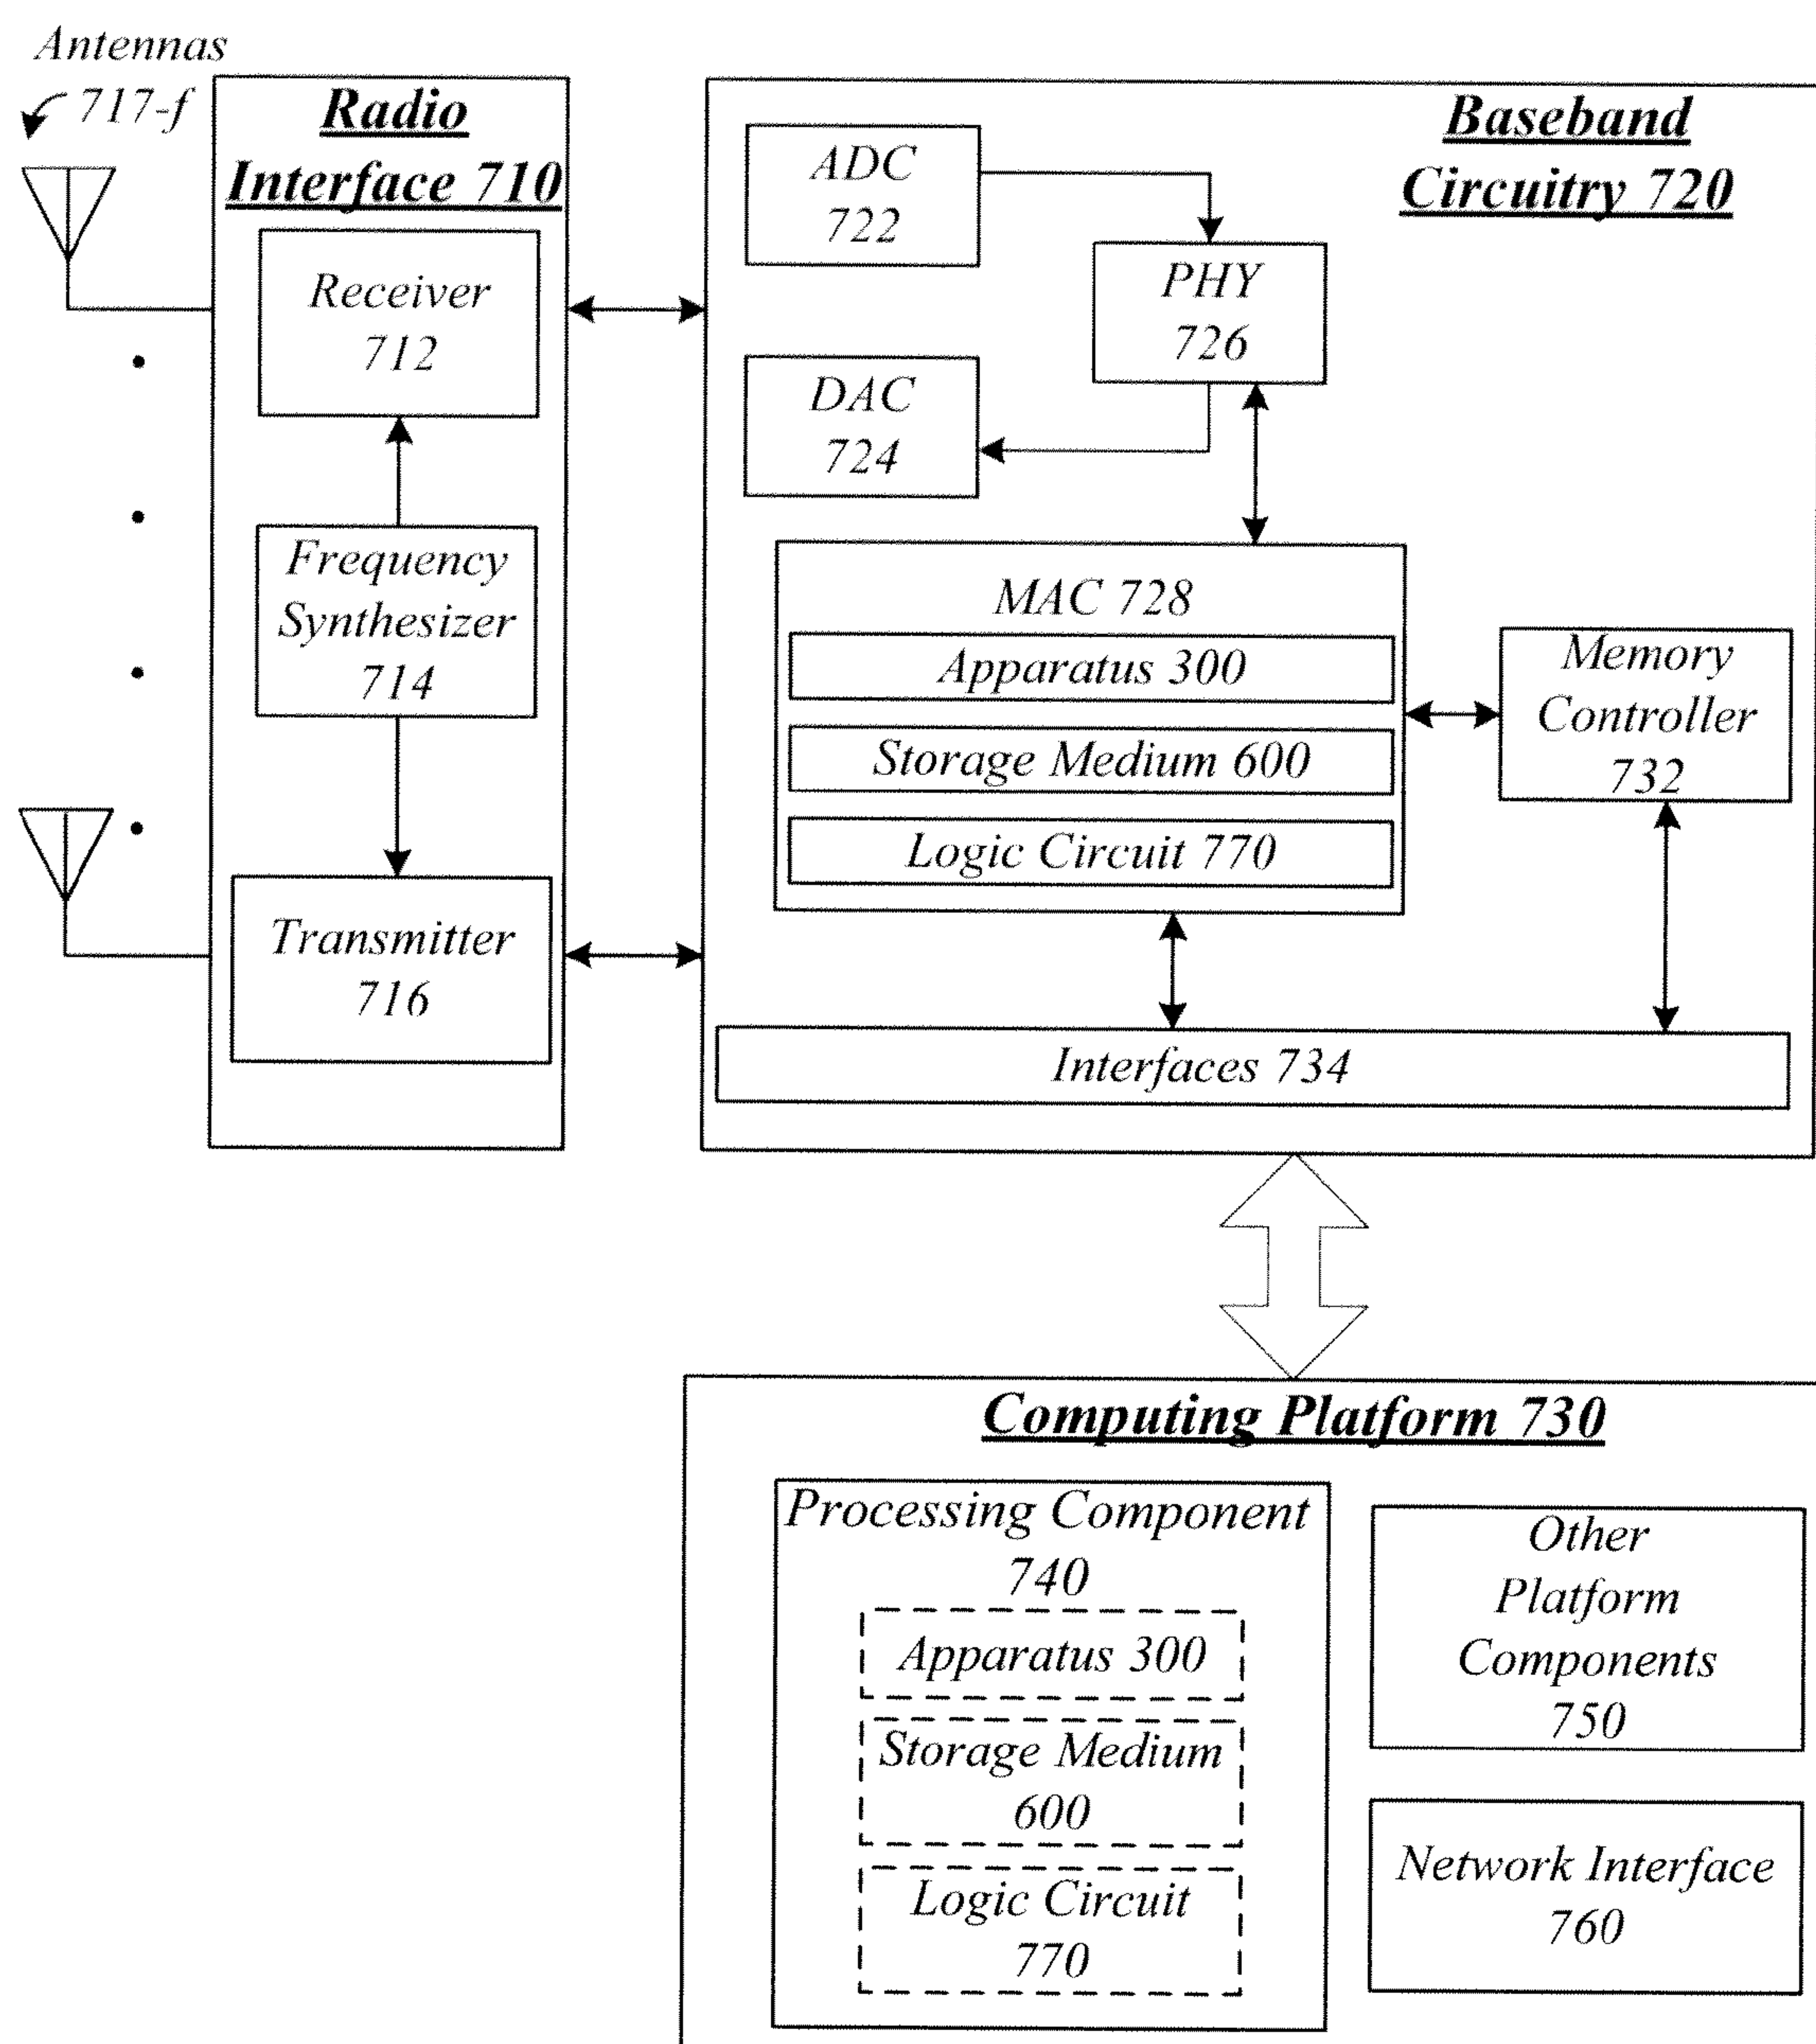 Antennas
717-f
Radio
Interface 710
Receiver
712
Frequency
Synthesizer
714
Transmitter
716
Baseband
Circuitry 720
ADC
722
PHY
726
DAC
724
MAC 728
Apparatus 300
Storage Medium 600
Logic Circuit 770
Memory
Controller
732
Interfaces 734
Computing Platform 730
Processing Component
740
Apparatus 300
Storage Medium
600
Logic Circuit
770
Other
Platform
Components
750
Network Interface
760